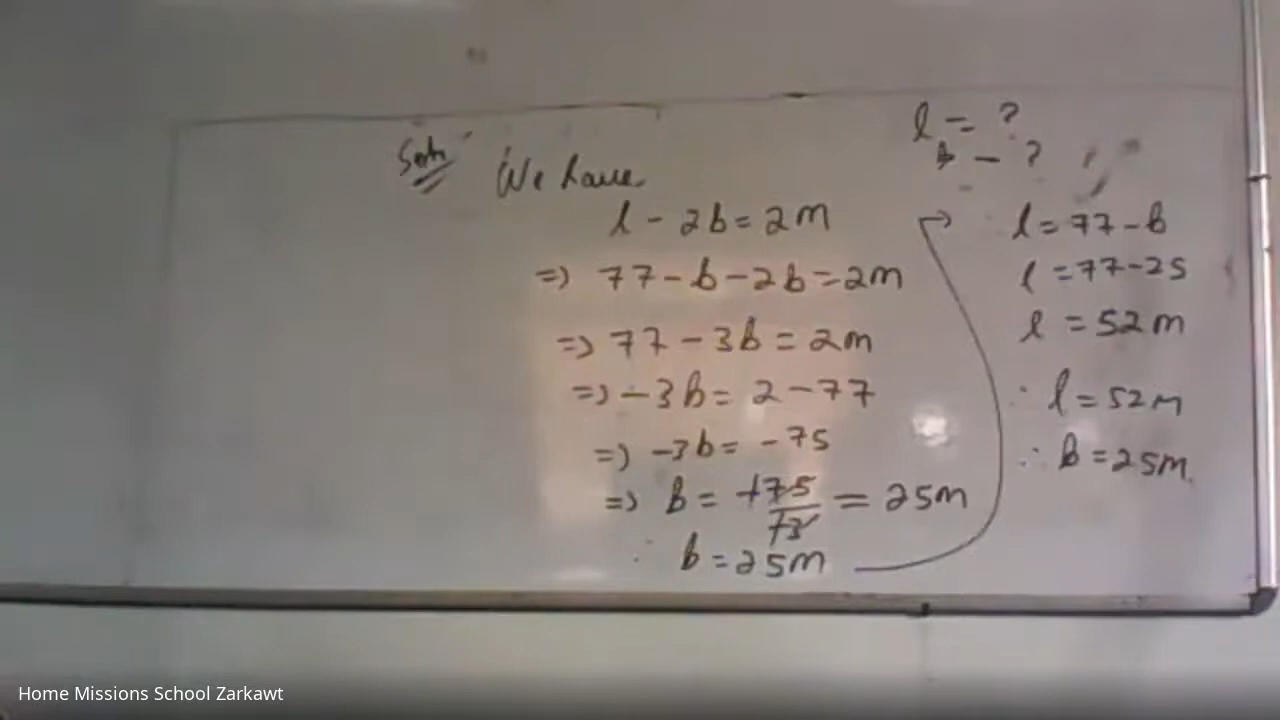 l = ?
b - ?
Soln
We have
l - 2b = 2m
=> 77 - b - 2b = 2m
=> 77 - 3b = 2m
=> -3b = 2 - 77
=> -3b = -75
=> b = +75/+3 = 25m
∴ b = 25m
l = 77 - b
l = 77 - 25
l = 52m
∴ l = 52m
∴ b = 25m.
Home Missions School Zarkawt